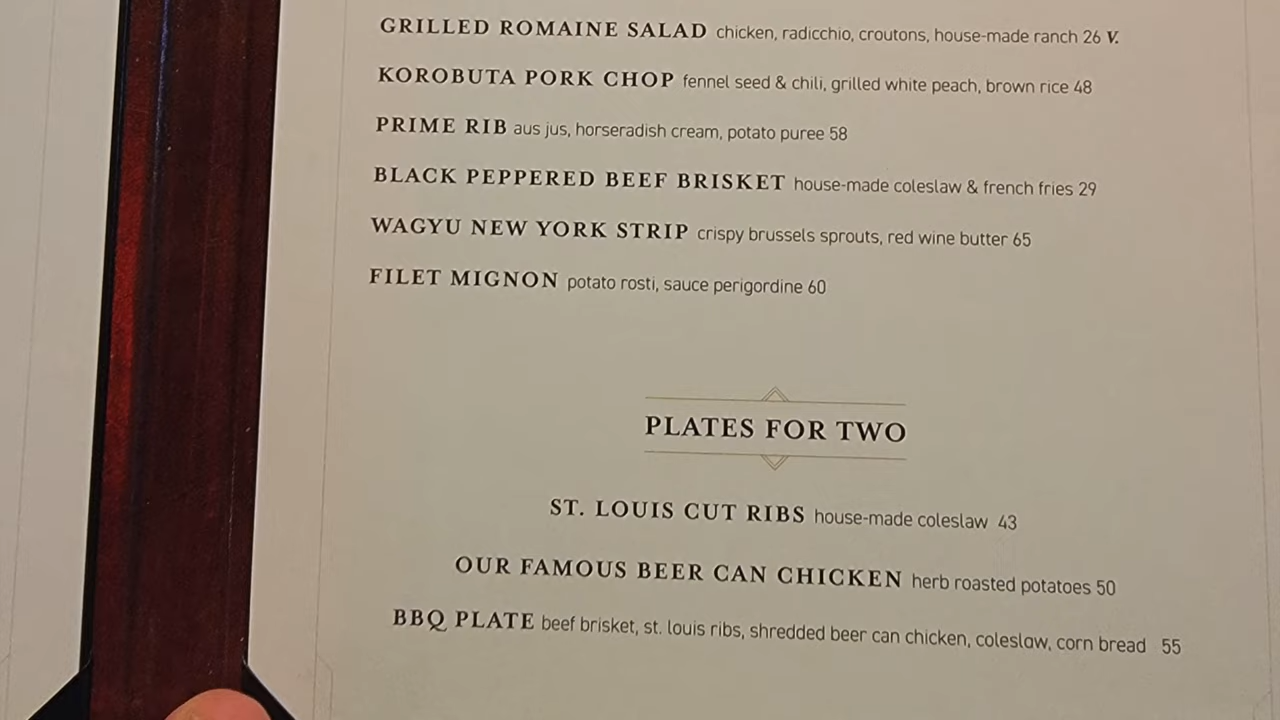 GRILLED ROMAINE SALAD chicken, radicchio, croutons, house-made ranch 26 V.
KOROBUTA PORK CHOP fennel seed & chili, grilled white peach, brown rice 48
PRIME RIB aus jus, horseradish cream, potato puree 58
BLACK PEPPERED BEEF BRISKET house-made coleslaw & french fries 29
WAGYU NEW YORK STRIP crispy brussels sprouts, red wine butter 65
FILET MIGNON potato rosti, sauce perigordine 60
PLATES FOR TWO
ST. LOUIS CUT RIBS house-made coleslaw 43
OUR FAMOUS BEER CAN CHICKEN herb roasted potatoes 50
BBQ PLATE beef brisket, st. louis ribs, shredded beer can chicken, coleslaw, corn bread 55